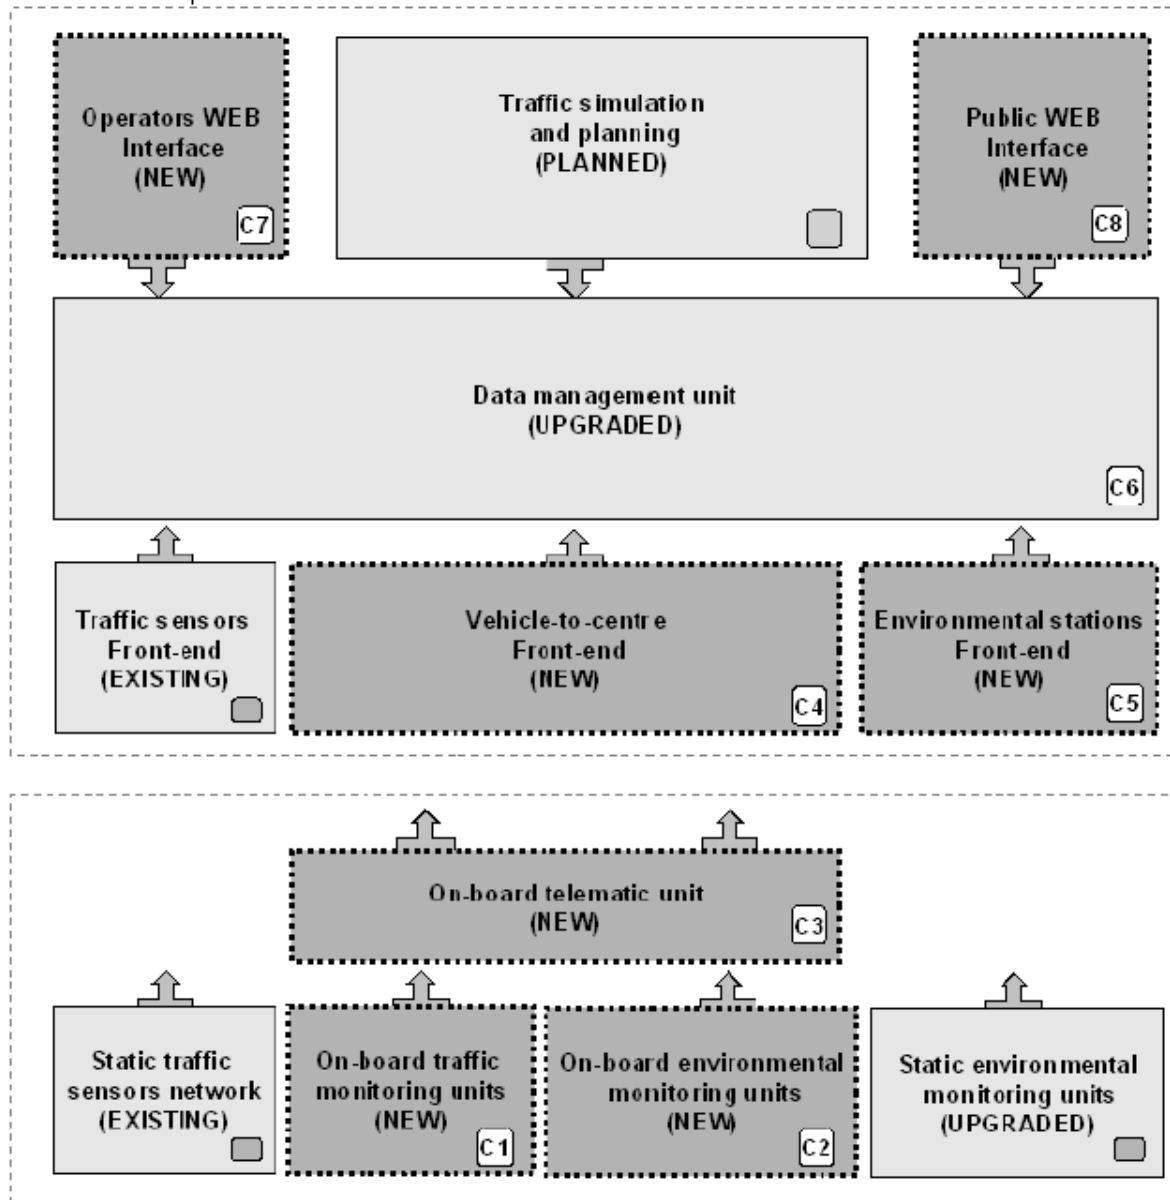 Operators WEB
Interface
(NEW)
C7
Traffic simulation
and planning
(PLANNED)
Public WEB
Interface
(NEW)
C8
Data management unit
(UPGRADED)
C6
Traffic sensors
Front-end
(EXISTING)
Vehicle-to-centre
Front-end
(NEW)
C4
Environmental stations
Front-end
(NEW)
C5
On-board telematic unit
(NEW)
C3
Static traffic
sensors network
(EXISTING)
On-board traffic
monitoring units
(NEW)
C1
On-board environmental
monitoring units
(NEW)
C2
Static environmental
monitoring units
(UPGRADED)